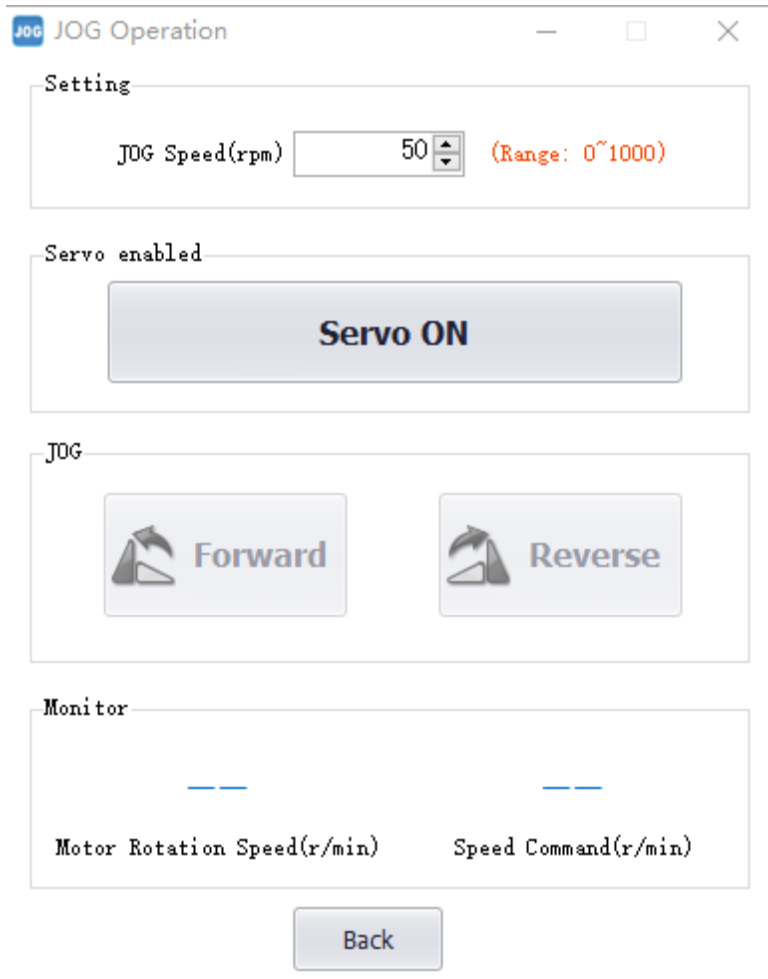 JOG JOG Operation
Setting
JOG Speed(rpm) 50 (Range: 0~1000)
Servo enabled
Servo ON
JOG
Forward Reverse
Monitor
-- --
Motor Rotation Speed(r/min) Speed Command(r/min)
Back